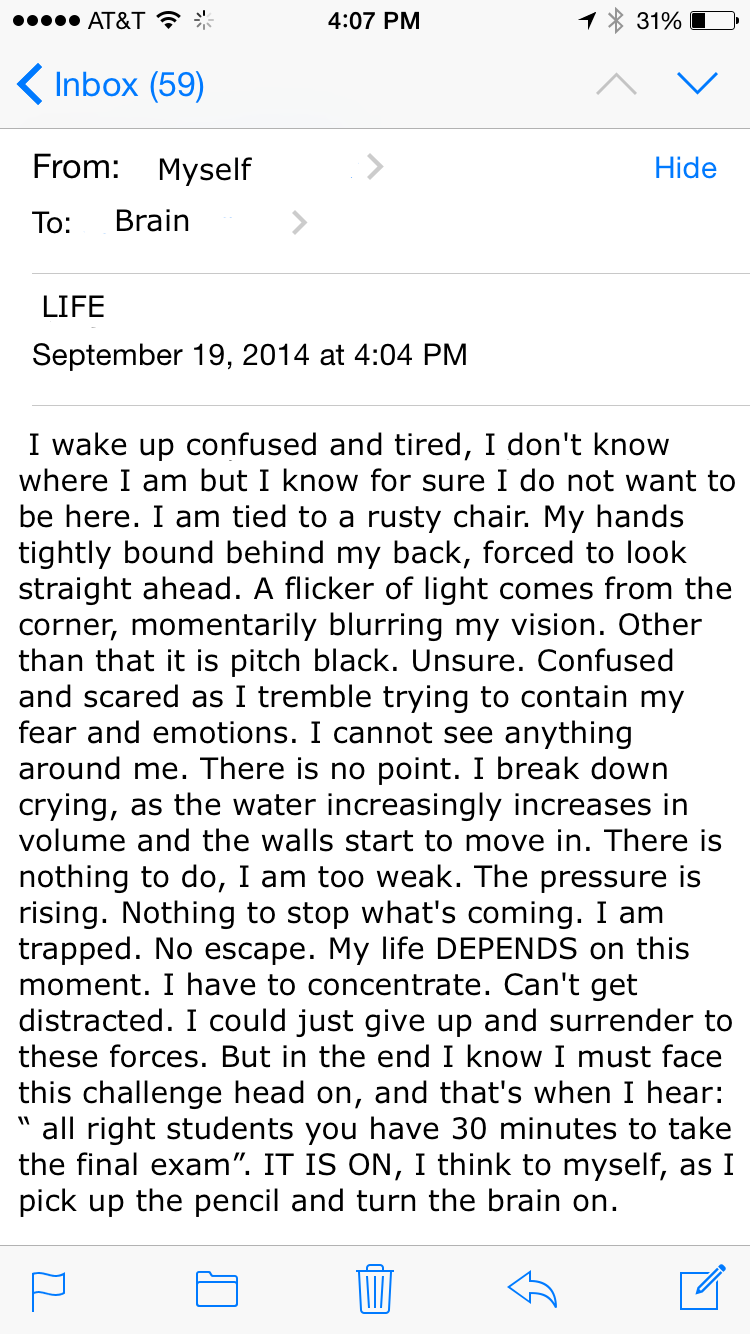 AT&T 4:07 PM 31%
Inbox (59)
From: Myself Hide
To: Brain
LIFE
September 19, 2014 at 4:04 PM
I wake up confused and tired, I don't know
where I am but I know for sure I do not want to
be here. I am tied to a rusty chair. My hands
tightly bound behind my back, forced to look
straight ahead. A flicker of light comes from the
corner, momentarily blurring my vision. Other
than that it is pitch black. Unsure. Confused
and scared as I tremble trying to contain my
fear and emotions. I cannot see anything
around me. There is no point. I break down
crying, as the water increasingly increases in
volume and the walls start to move in. There is
nothing to do, I am too weak. The pressure is
rising. Nothing to stop what's coming. I am
trapped. No escape. My life DEPENDS on this
moment. I have to concentrate. Can't get
distracted. I could just give up and surrender to
these forces. But in the end I know I must face
this challenge head on, and that's when I hear:
“ all right students you have 30 minutes to take
the final exam”. IT IS ON, I think to myself, as I
pick up the pencil and turn the brain on.